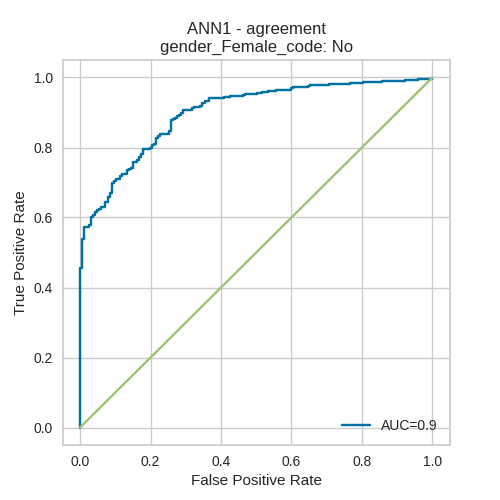 ANN1 - agreement
gender_Female_code: No
True Positive Rate
1.0
0.8
0.6
0.4
0.2
0.0
AUC=0.9
0.0 0.2 0.4 0.6 0.8 1.0
False Positive Rate